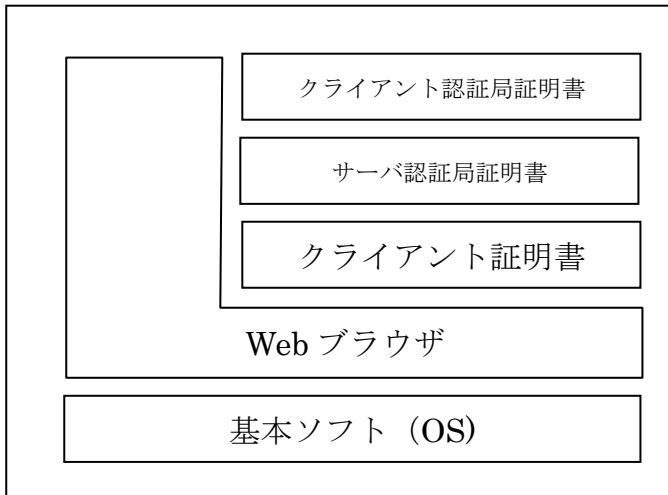 クライアント認証局証明書
サーバ認証局証明書
クライアント証明書
Web ブラウザ
基本ソフト（OS)